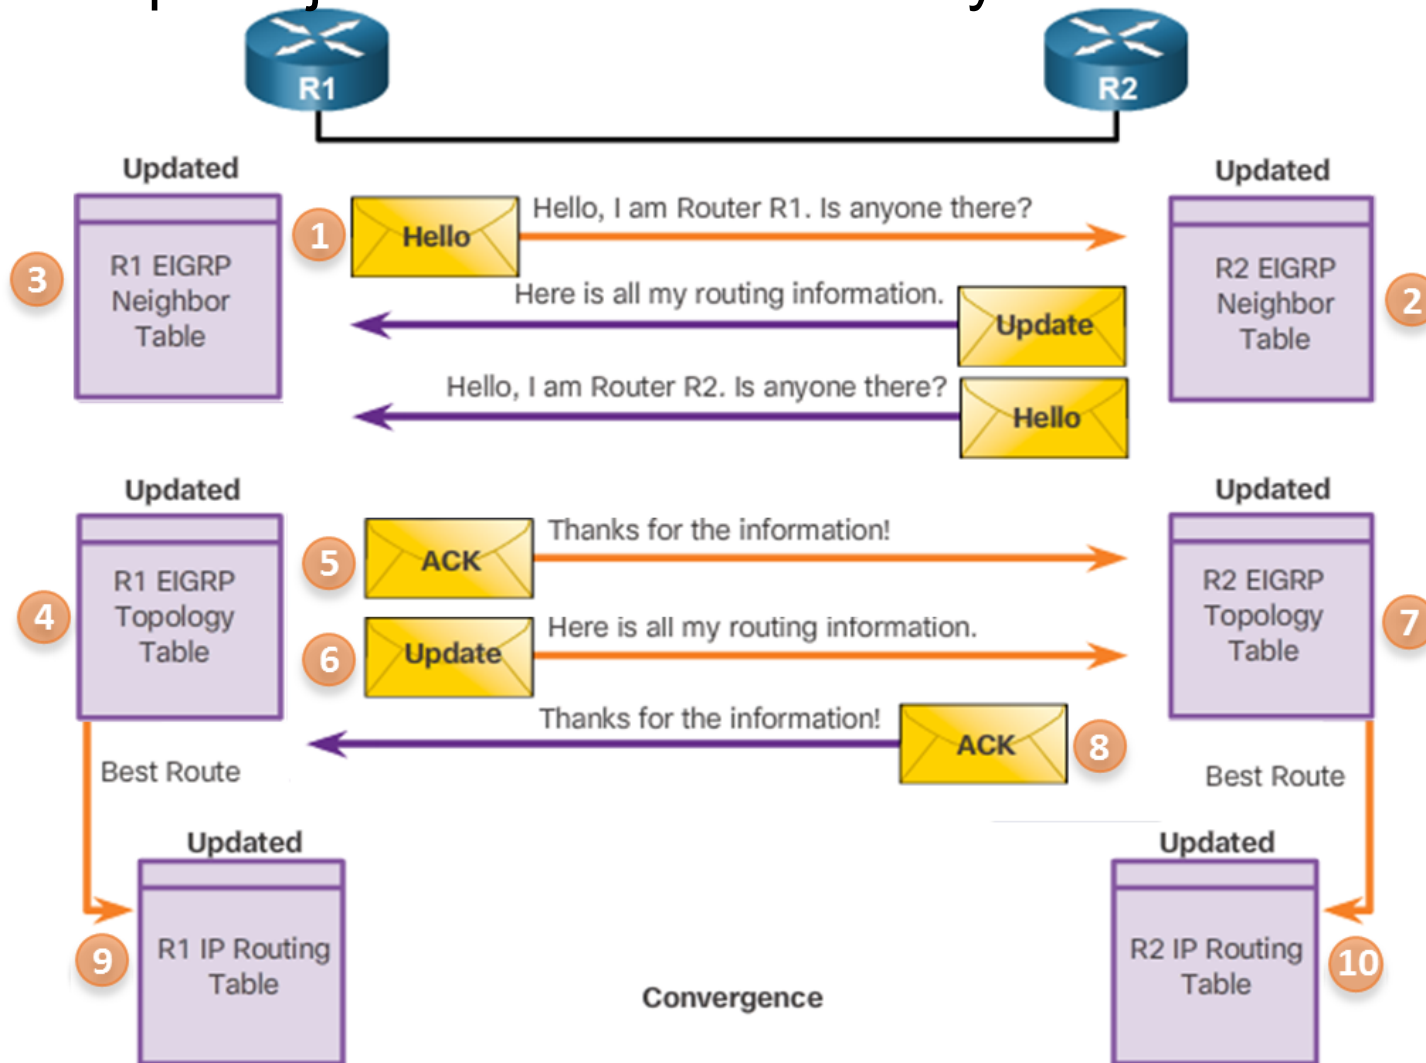 R1
R2
Updated
Updated
1
Hello
Hello, I am Router R1. Is anyone there?
3
R1 EIGRP
Neighbor
Table
R2 EIGRP
Neighbor
Table
2
Here is all my routing information.
Update
Hello, I am Router R2. Is anyone there?
Hello
Updated
Updated
5
ACK
Thanks for the information!
4
R1 EIGRP
Topology
Table
R2 EIGRP
Topology
Table
7
6
Update
Here is all my routing information.
Thanks for the information!
ACK
8
Best Route
Best Route
Updated
Updated
9
R1 IP Routing
Table
R2 IP Routing
Table
10
Convergence